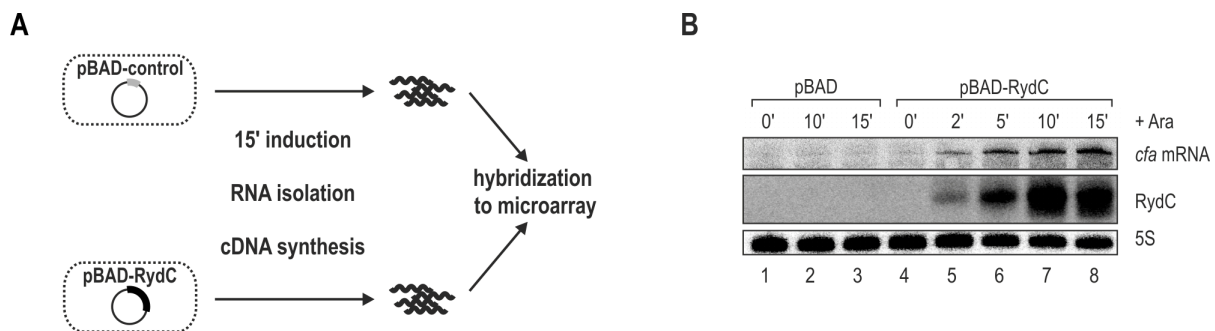 A
pBAD-control
15' induction
RNA isolation
cDNA synthesis
pBAD-RydC
hybridization
to microarray
B
pBAD pBAD-RydC
0' 10' 15' 0' 2' 5' 10' 15' + Ara
cfa mRNA
RydC
5S
1 2 3 4 5 6 7 8